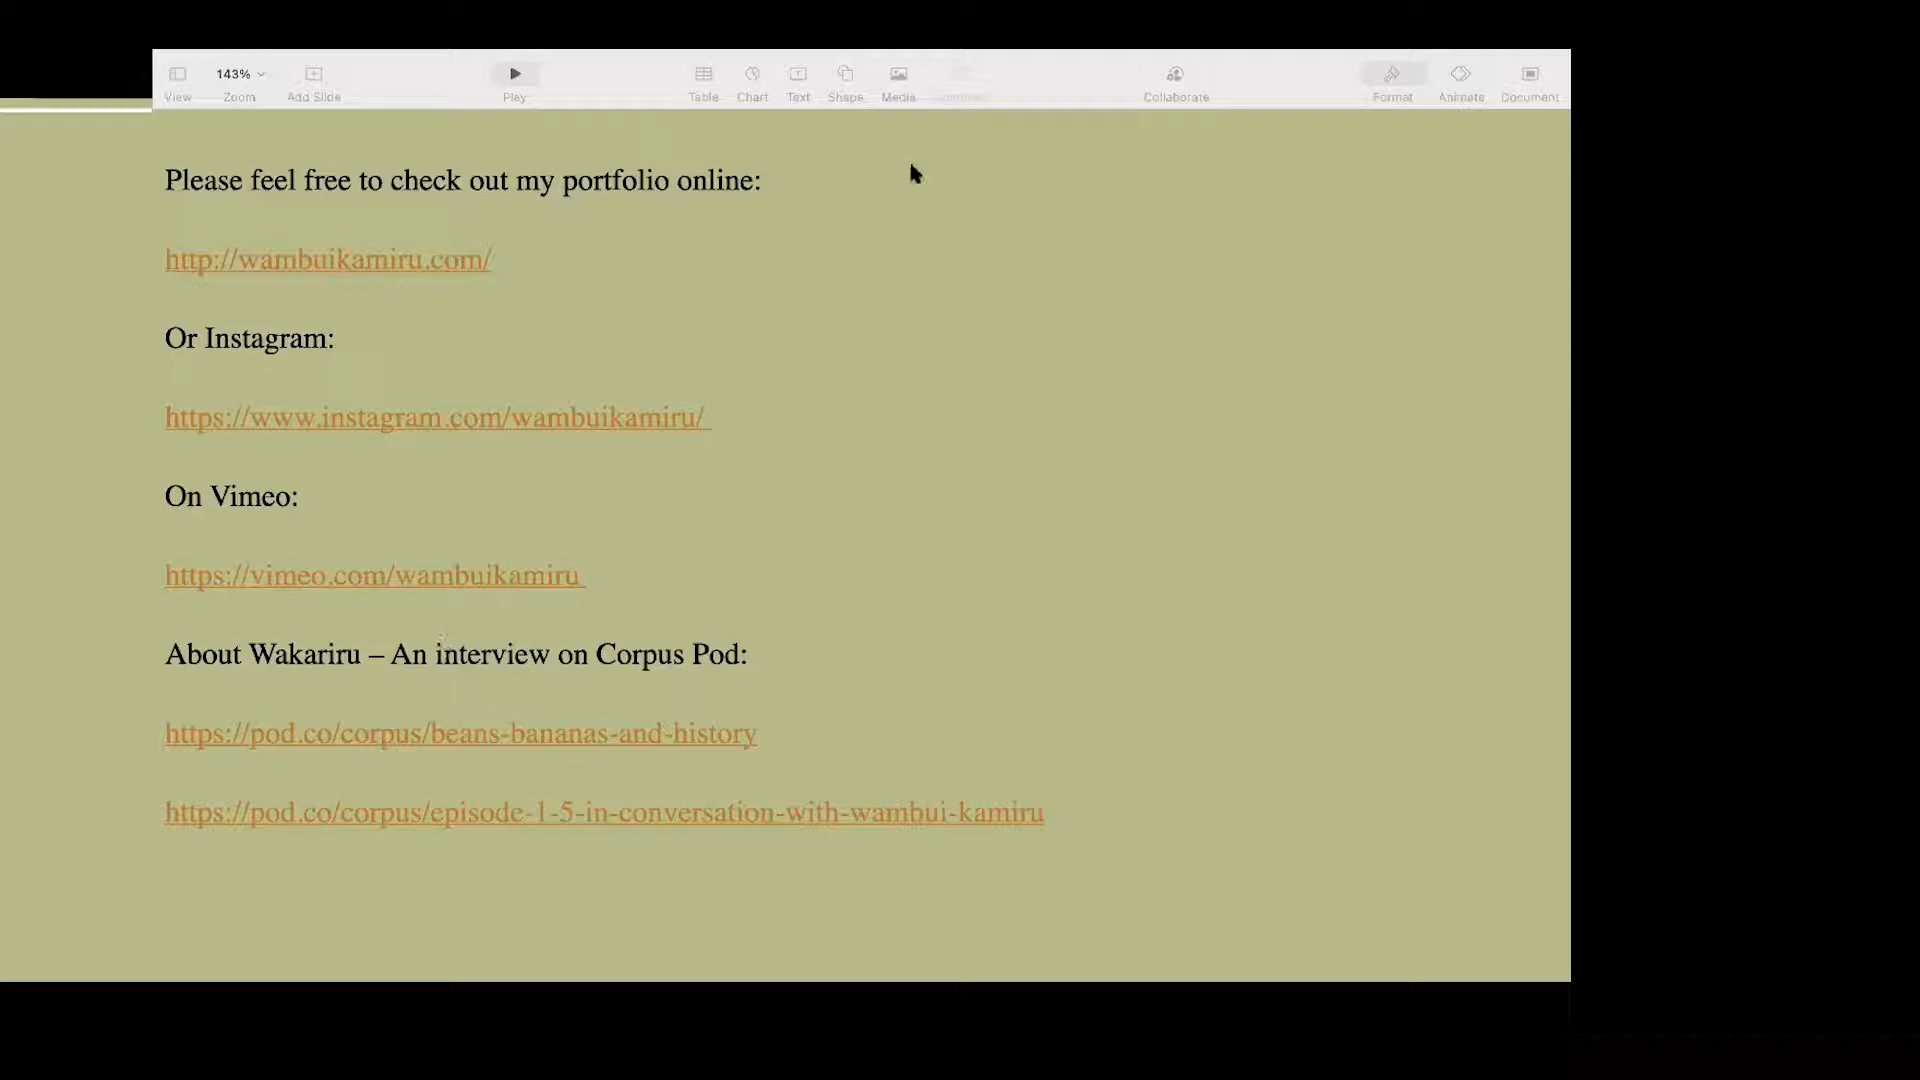 143%
View Zoom Add Slide Play Table Chart Text Shape Media Collaborate Format Animate Document
Please feel free to check out my portfolio online:
http://wambuikamiru.com/
Or Instagram:
https://www.instagram.com/wambuikamiru/
On Vimeo:
https://vimeo.com/wambuikamiru
About Wakariru – An interview on Corpus Pod:
https://pod.co/corpus/beans-bananas-and-history
https://pod.co/corpus/episode-1-5-in-conversation-with-wambui-kamiru